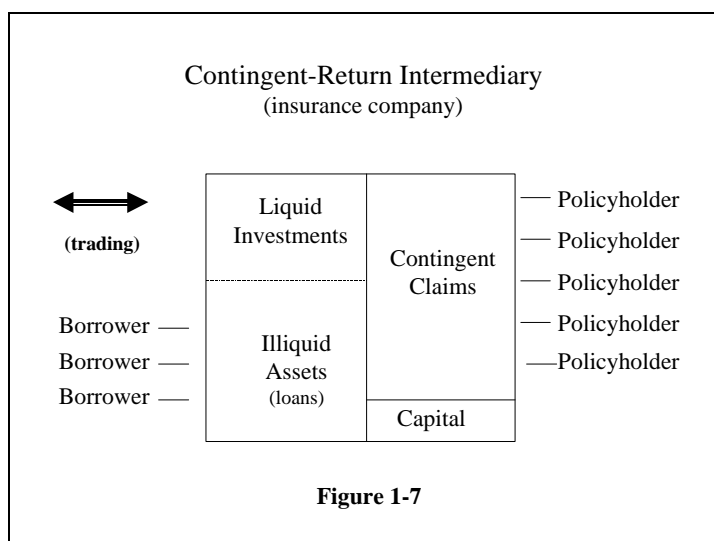 Contingent-Return Intermediary
(insurance company)
(trading)
Borrower
Borrower
Borrower
Liquid
Investments
Illiquid
Assets
(loans)
Contingent
Claims
Capital
Policyholder
Policyholder
Policyholder
Policyholder
Policyholder
Figure 1-7